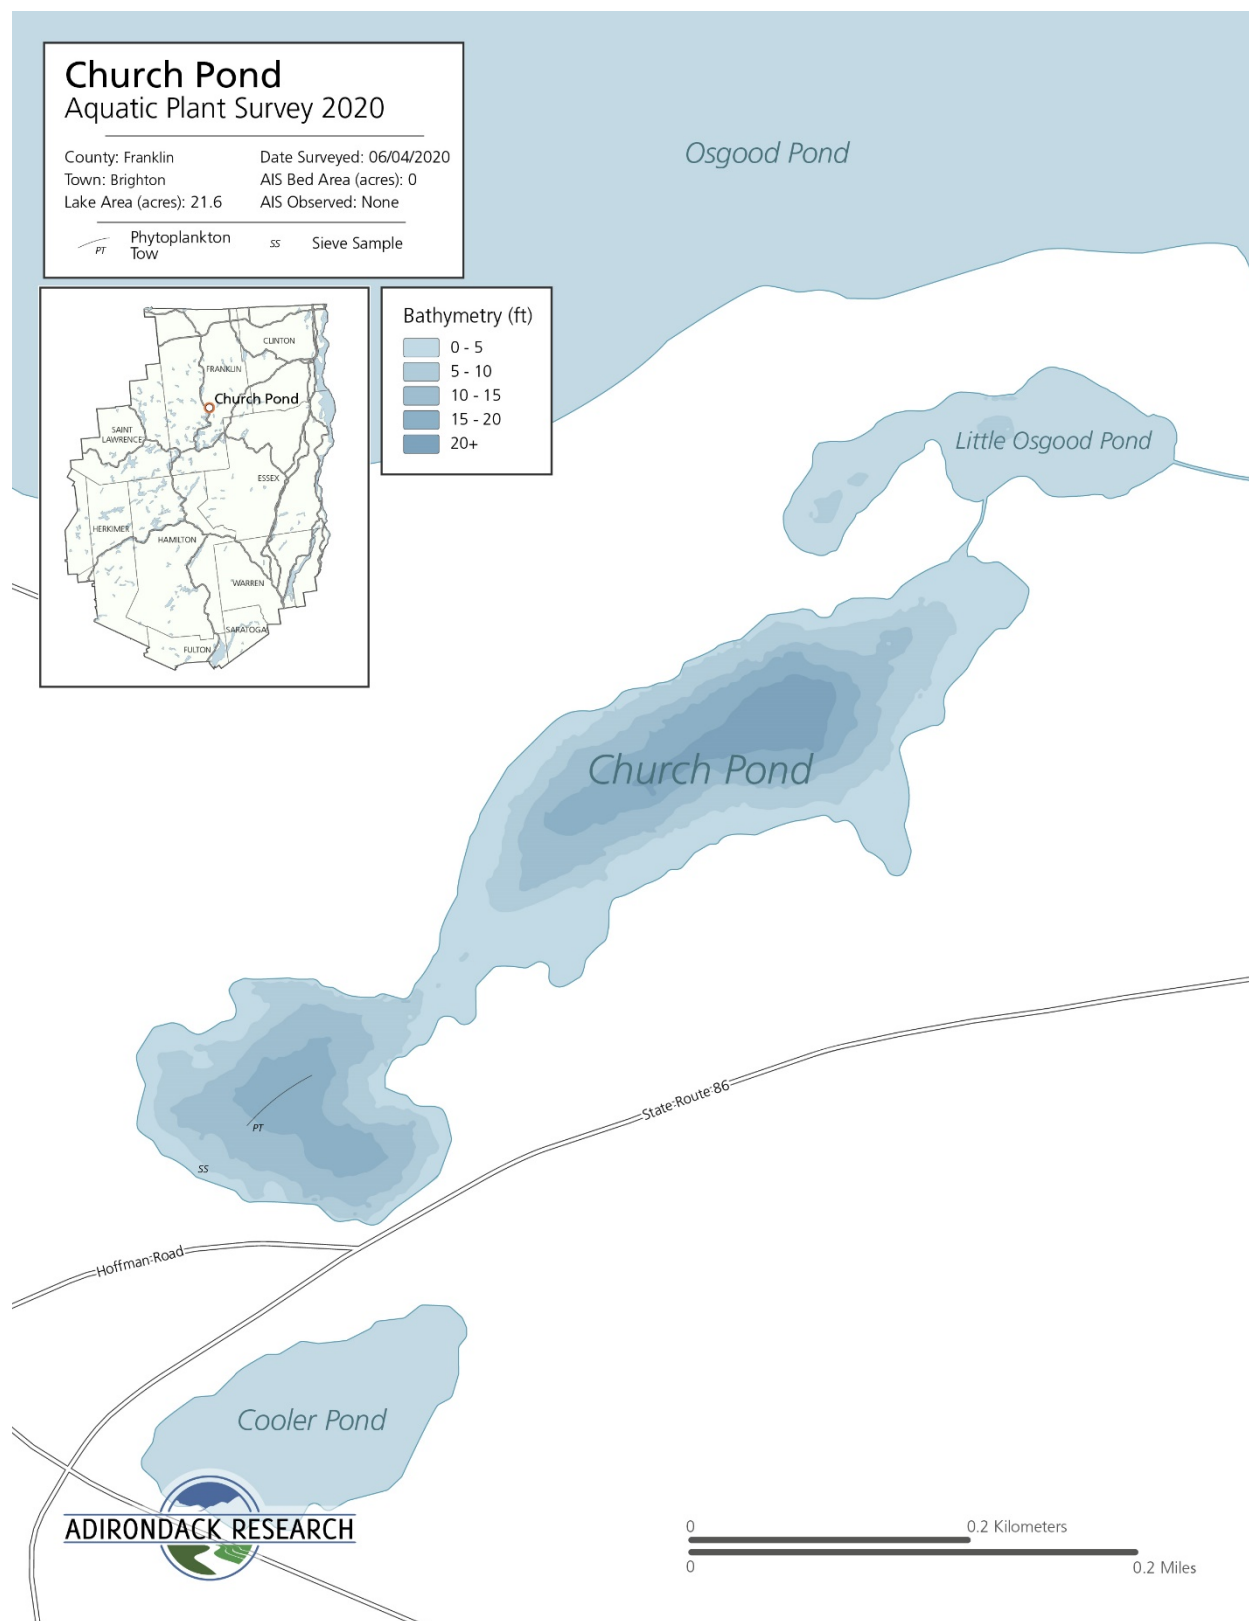 Church Pond
Aquatic Plant Survey 2020
County: Franklin
Date Surveyed: 06/04/2020
Town: Brighton
AIS Bed Area (acres): 0
Lake Area (acres): 21.6
AIS Observed: None
PT
Phytoplankton
Tow
SS
Sieve Sample
Osgood Pond
CLINTON
FRANKLIN
Church Pond
SAINT
LAWRENCE
ESSEX
HERKIMER
HAMILTON
WARREN
SARATOGA
FULTON
Bathymetry (ft)
0 - 5
5 - 10
10 - 15
15 - 20
20+
Little Osgood Pond
Church Pond
State Route 86
PT
SS
Hoffman Road
Cooler Pond
ADIRONDACK RESEARCH
0
0.2 Kilometers
0
0.2 Miles